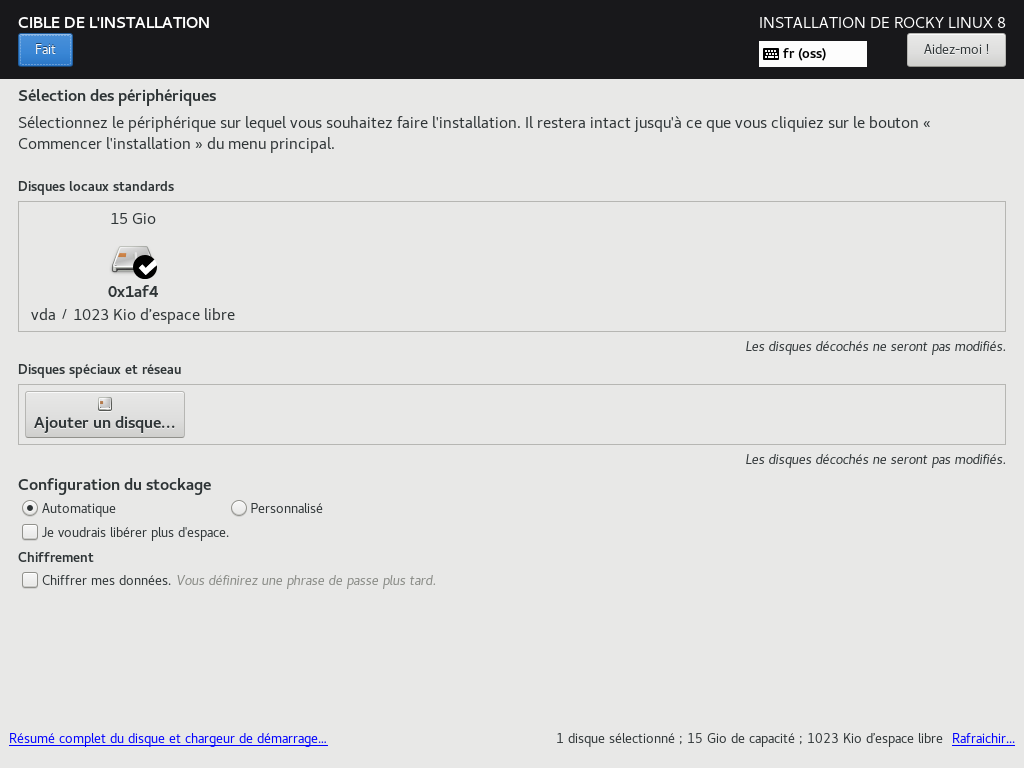 CIBLE DE L'INSTALLATION
INSTALLATION DE ROCKY LINUX 8
Fait
fr (oss)
Aidez-moi !
Sélection des périphériques
Sélectionnez le périphérique sur lequel vous souhaitez faire l'installation. Il restera intact jusqu'à ce que vous cliquiez sur le bouton «
Commencer l'installation » du menu principal.
Disques locaux standards
15 Gio
0x1af4
vda / 1023 Kio d'espace libre
Les disques décochés ne seront pas modifiés.
Disques spéciaux et réseau
Ajouter un disque...
Les disques décochés ne seront pas modifiés.
Configuration du stockage
Automatique
Personnalisé
Je voudrais libérer plus d'espace.
Chiffrement
Chiffrer mes données. Vous définirez une phrase de passe plus tard.
Résumé complet du disque et chargeur de démarrage...
1 disque sélectionné ; 15 Gio de capacité ; 1023 Kio d'espace libre
Rafraichir...